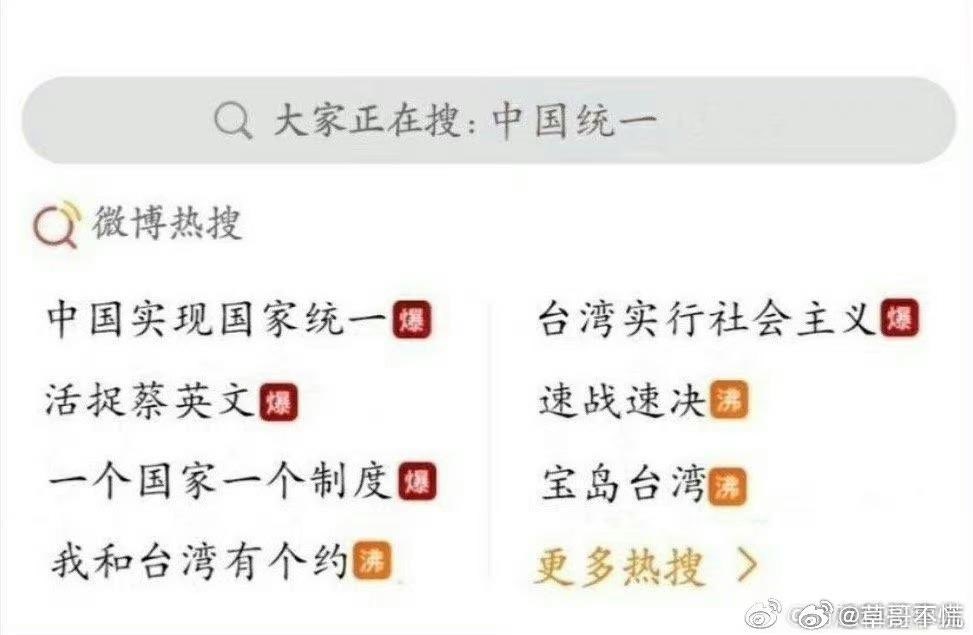 大家正在搜:中国统一
微博热搜
中国实现国家统一爆
台湾实行社会主义爆
活捉蔡英文爆
速战速决沸
一个国家一个制度爆
宝岛台湾沸
我和台湾有个约沸
更多热搜 >
@草哥不慌